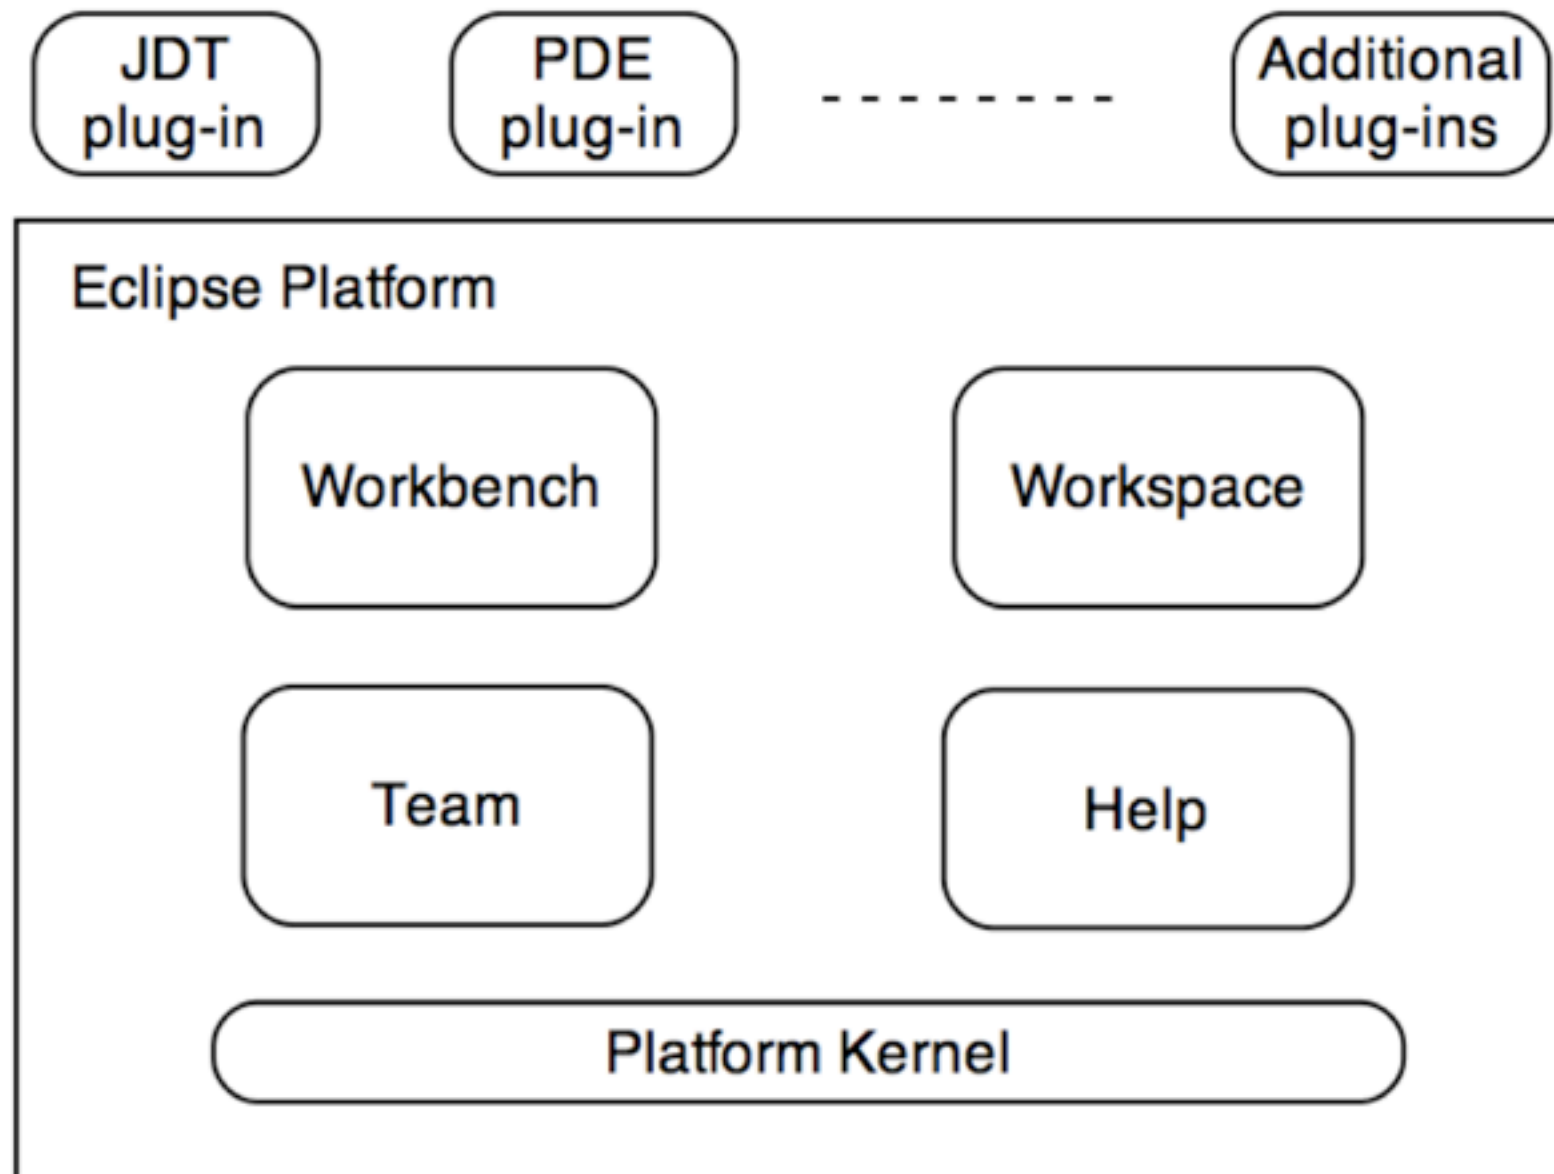 JDT
plug-in
PDE
plug-in
Additional
plug-ins
Eclipse Platform
Workbench
Workspace
Team
Help
Platform Kernel